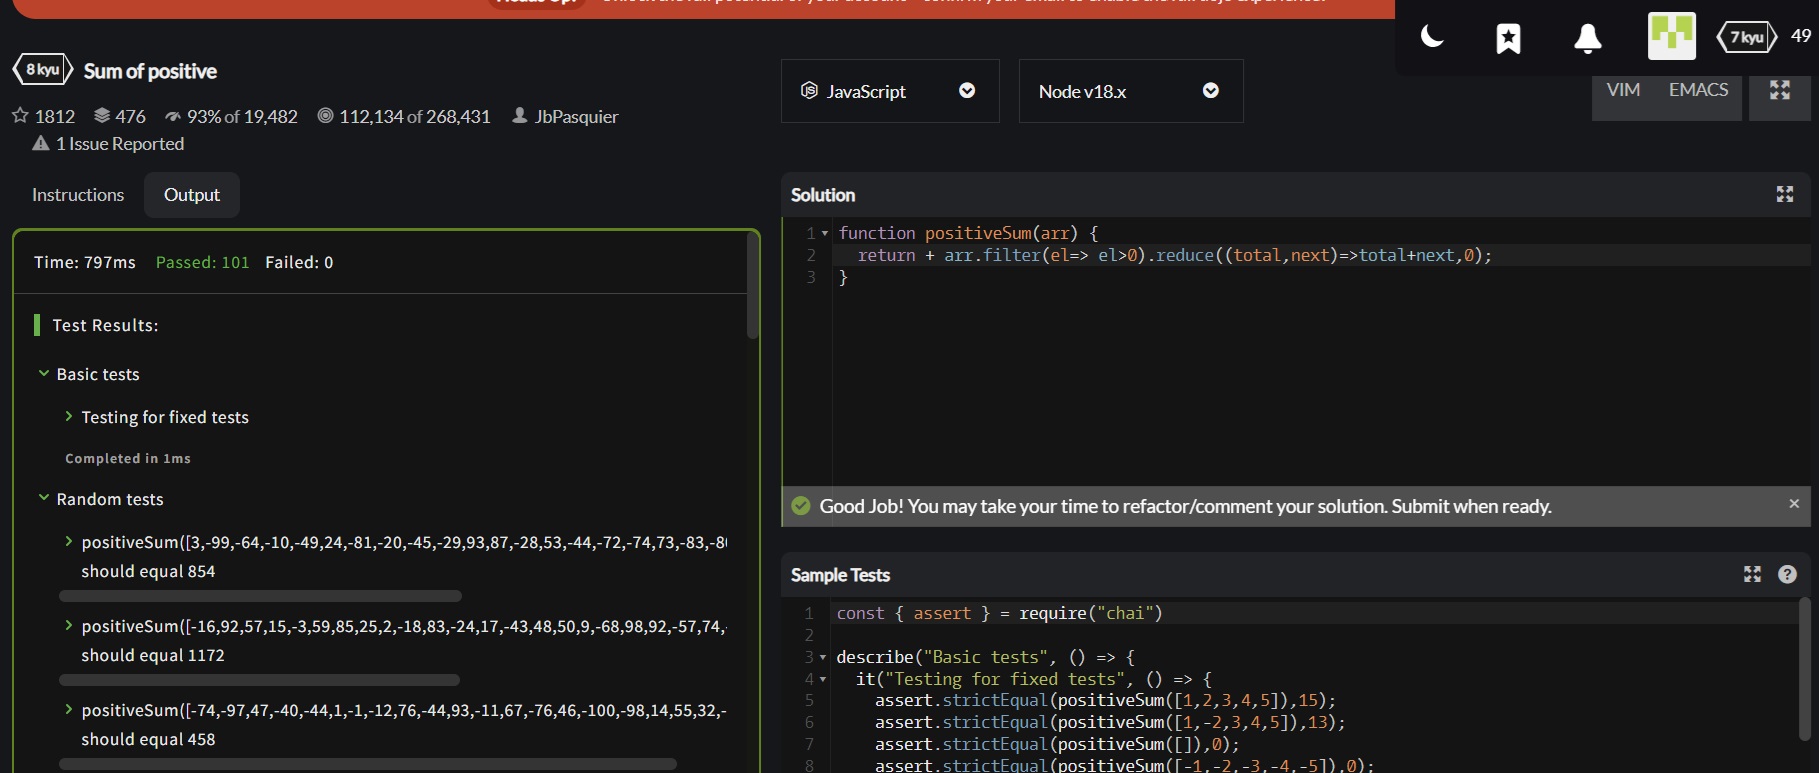 Heads Up!
8 kyu Sum of positive
1812 476 93% of 19,482 112,134 of 268,431 JbPasquier
1 Issue Reported
Instructions Output
Time: 797ms Passed: 101 Failed: 0
Test Results:
Basic tests
Testing for fixed tests
Completed in 1ms
Random tests
positiveSum([3,-99,-64,-10,-49,24,-81,-20,-45,-29,93,87,-28,53,-44,-72,-74,73,-83,-8
should equal 854
positiveSum([-16,92,57,15,-3,59,85,25,2,-18,83,-24,17,-43,48,50,9,-68,98,92,-57,74,-
should equal 1172
positiveSum([-74,-97,47,-40,-44,1,-1,-12,76,-44,93,-11,67,-76,46,-100,-98,14,55,32,-
should equal 458
7 kyu 49
JavaScript Node v18.x
VIM EMACS
Solution
1 function positiveSum(arr) {
2 return + arr.filter(el=> el>0).reduce((total,next)=>total+next,0);
3 }
Good Job! You may take your time to refactor/comment your solution. Submit when ready.
Sample Tests
1 const { assert } = require("chai")
2
3 describe("Basic tests", () => {
4 it("Testing for fixed tests", () => {
5 assert.strictEqual(positiveSum([1,2,3,4,5]),15);
6 assert.strictEqual(positiveSum([1,-2,3,4,5]),13);
7 assert.strictEqual(positiveSum([]),0);
8 assert.strictEqual(positiveSum([-1,-2,-3,-4,-5]),0);